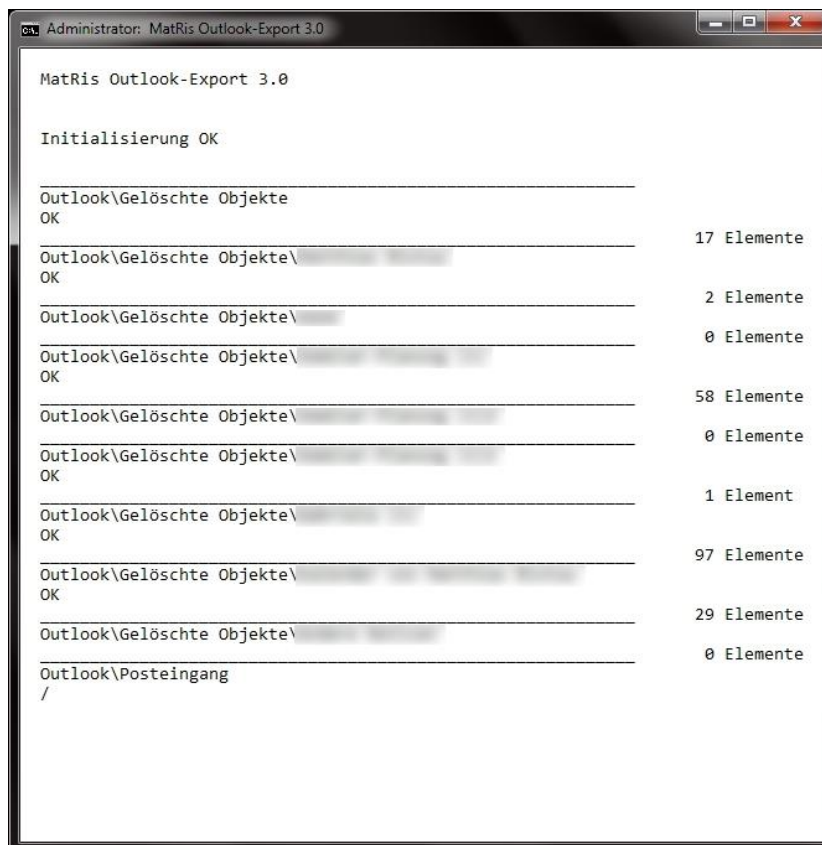 Administrator: MatRis Outlook-Export 3.0
MatRis Outlook-Export 3.0
Initialisierung OK
Outlook\Gelöschte Objekte
OK
17 Elemente
Outlook\Gelöschte Objekte\
OK
2 Elemente
Outlook\Gelöschte Objekte\
0 Elemente
Outlook\Gelöschte Objekte\
OK
58 Elemente
Outlook\Gelöschte Objekte\
0 Elemente
Outlook\Gelöschte Objekte\
OK
1 Element
Outlook\Gelöschte Objekte\
OK
97 Elemente
Outlook\Gelöschte Objekte\
OK
29 Elemente
Outlook\Gelöschte Objekte\
0 Elemente
Outlook\Posteingang
/